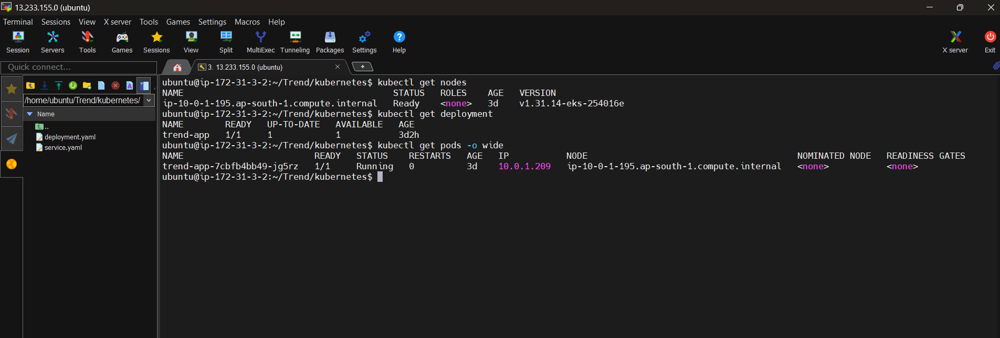 13.233.155.0 (ubuntu)
Terminal Sessions View X server Tools Games Settings Macros Help
Session Servers Tools Games Sessions View Split MultiExec Tunneling Packages Settings Help X server Exit
Quick connect...
3. 13.233.155.0 (ubuntu)
/home/ubuntu/Trend/kubernetes/
Name
..
deployment.yaml
service.yaml
ubuntu@ip-172-31-3-2:~/Trend/kubernetes$ kubectl get nodes
NAME STATUS ROLES AGE VERSION
ip-10-0-1-195.ap-south-1.compute.internal Ready <none> 3d v1.31.14-eks-254016e
ubuntu@ip-172-31-3-2:~/Trend/kubernetes$ kubectl get deployment
NAME READY UP-TO-DATE AVAILABLE AGE
trend-app 1/1 1 1 3d2h
ubuntu@ip-172-31-3-2:~/Trend/kubernetes$ kubectl get pods -o wide
NAME READY STATUS RESTARTS AGE IP NODE NOMINATED NODE READINESS GATES
trend-app-7cbfb4bb49-jg5rz 1/1 Running 0 3d 10.0.1.209 ip-10-0-1-195.ap-south-1.compute.internal <none> <none>
ubuntu@ip-172-31-3-2:~/Trend/kubernetes$